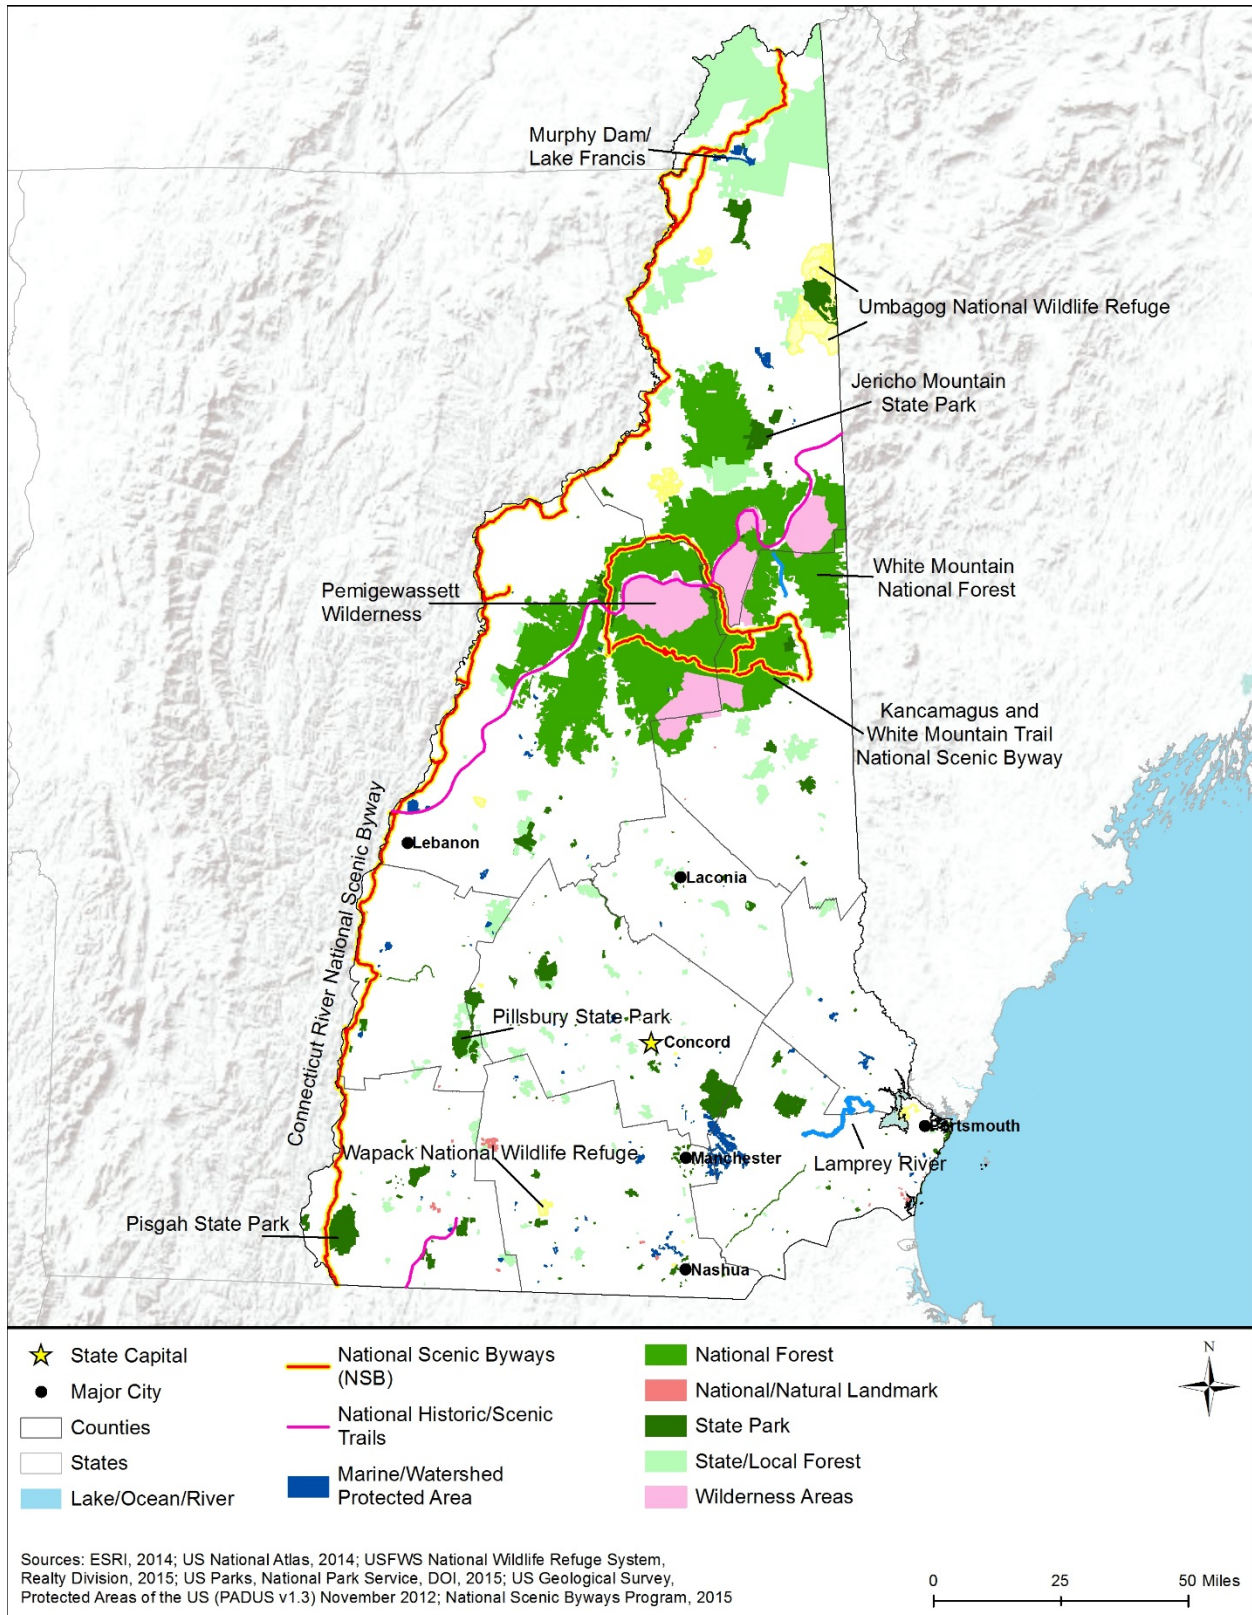 Murphy Dam/
Lake Francis
Umbagog National Wildlife Refuge
Jericho Mountain
State Park
White Mountain
National Forest
Pemigewassett
Wilderness
Kancamagus and
White Mountain Trail
National Scenic Byway
Connecticut River National Scenic Byway
Lebanon
Laconia
Pillsbury State Park
Concord
Portsmouth
Wapack National Wildlife Refuge
Manchester
Lamprey River
Pisgah State Park
Nashua
State Capital
Major City
Counties
States
Lake/Ocean/River
National Scenic Byways
(NSB)
National Historic/Scenic
Trails
Marine/Watershed
Protected Area
National Forest
National/Natural Landmark
State Park
State/Local Forest
Wilderness Areas
N
Sources: ESRI, 2014; US National Atlas, 2014; USFWS National Wildlife Refuge System,
Realty Division, 2015; US Parks, National Park Service, DOI, 2015; US Geological Survey,
Protected Areas of the US (PADUS v1.3) November 2012; National Scenic Byways Program, 2015
0 25 50 Miles